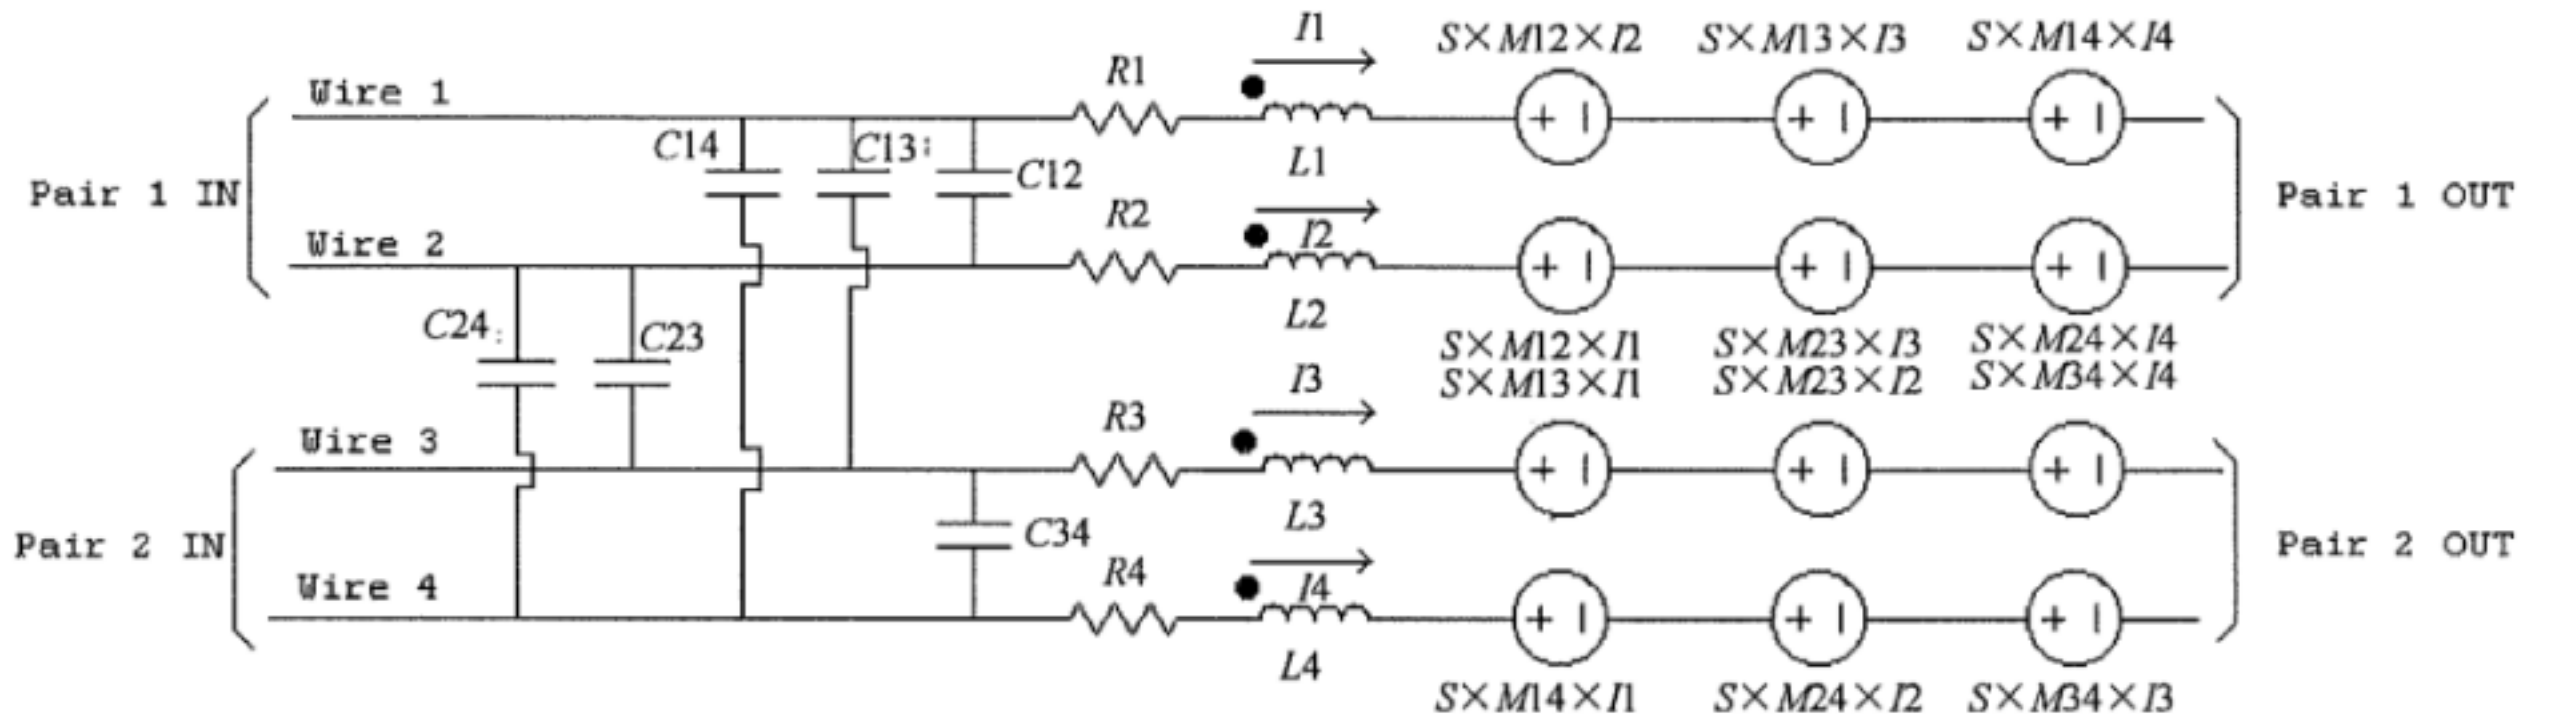 I1
S×M12×I2 S×M13×I3 S×M14×I4
R1
Wire 1
C14 C13: C12
L1
Pair 1 IN
Pair 1 OUT
R2
Wire 2
I2
L2
C24: C23
S×M12×I1 S×M23×I3 S×M24×I4
S×M13×I1 S×M23×I2 S×M34×I4
I3
R3
Wire 3
L3
C34
Pair 2 IN
Pair 2 OUT
R4
Wire 4
I4
L4
S×M14×I1 S×M24×I2 S×M34×I3